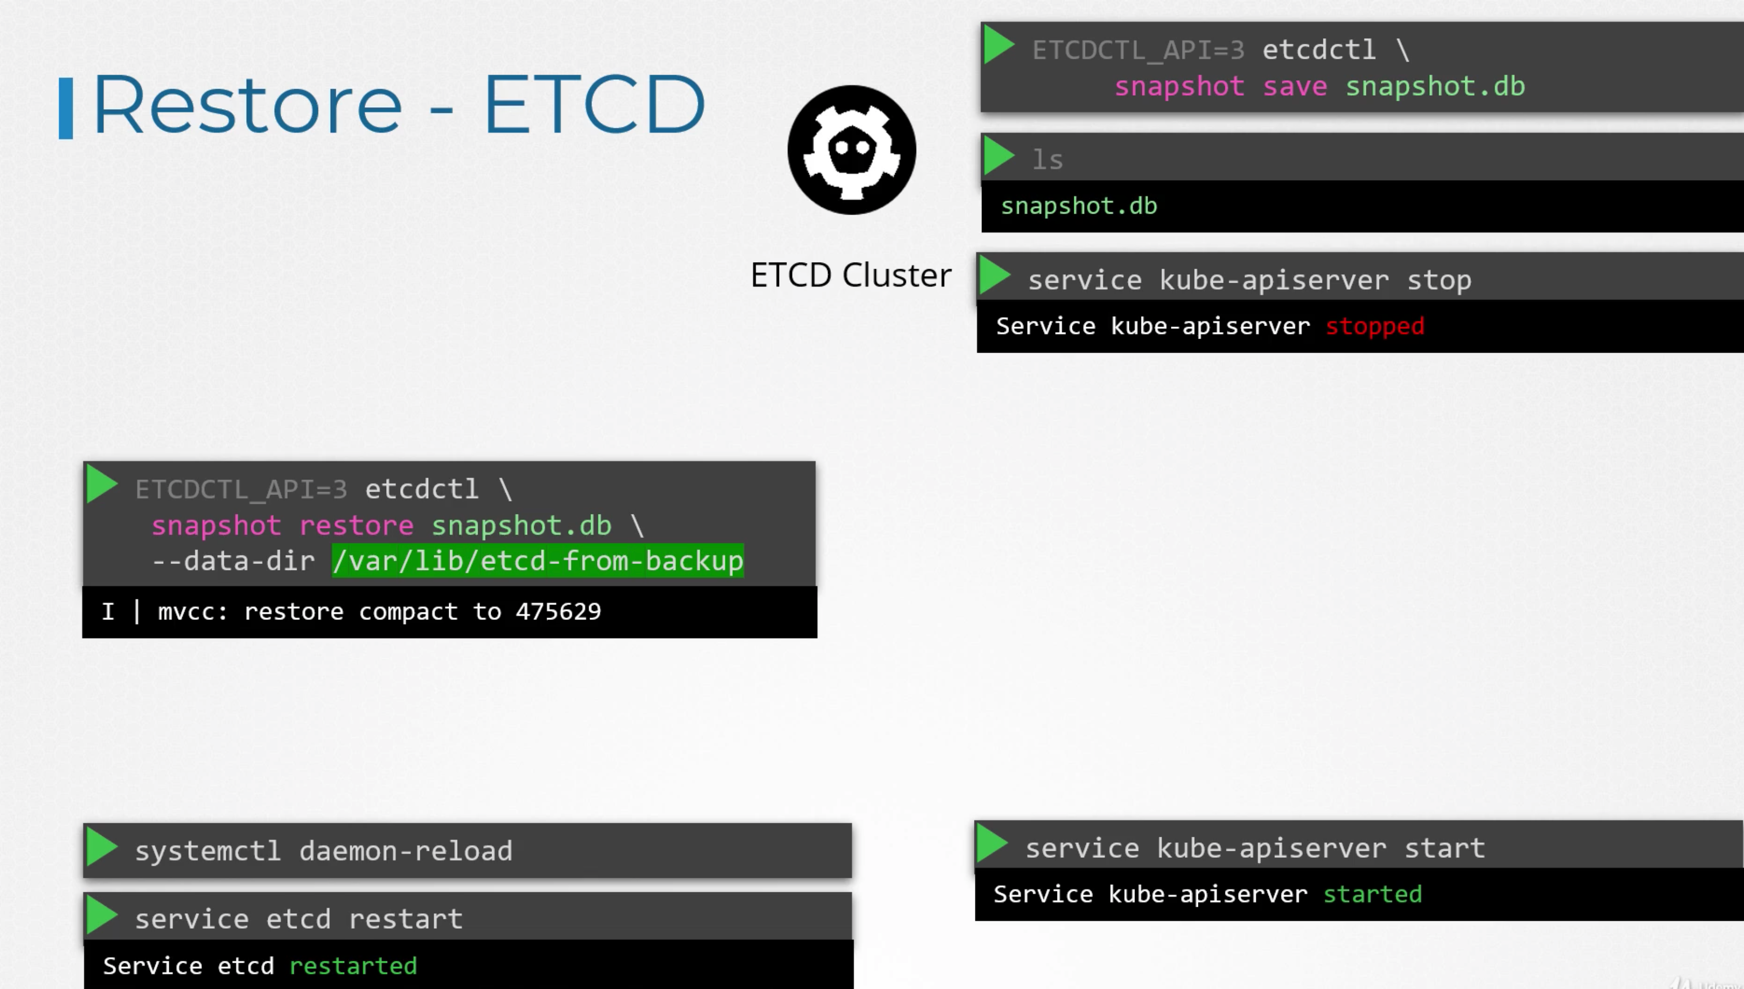 Restore - ETCD
ETCD Cluster
ETCDCTL_API=3 etcdctl \
snapshot save snapshot.db
ls
snapshot.db
service kube-apiserver stop
Service kube-apiserver stopped
ETCDCTL_API=3 etcdctl \
snapshot restore snapshot.db \
--data-dir /var/lib/etcd-from-backup
I | mvcc: restore compact to 475629
systemctl daemon-reload
service etcd restart
Service etcd restarted
service kube-apiserver start
Service kube-apiserver started